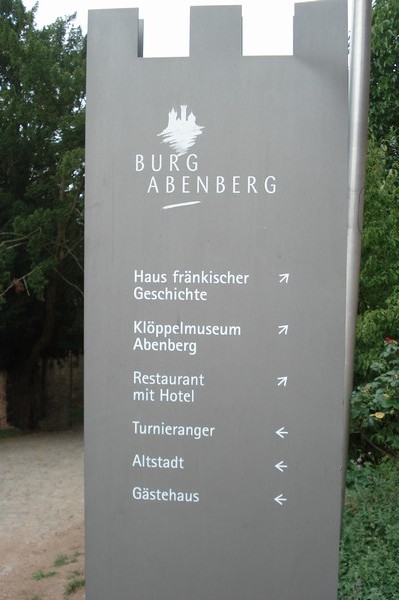 BURG
ABENBERG
Haus fränkischer
Geschichte
Klöppelmuseum
Abenberg
Restaurant
mit Hotel
Turnieranger
Altstadt
Gästehaus